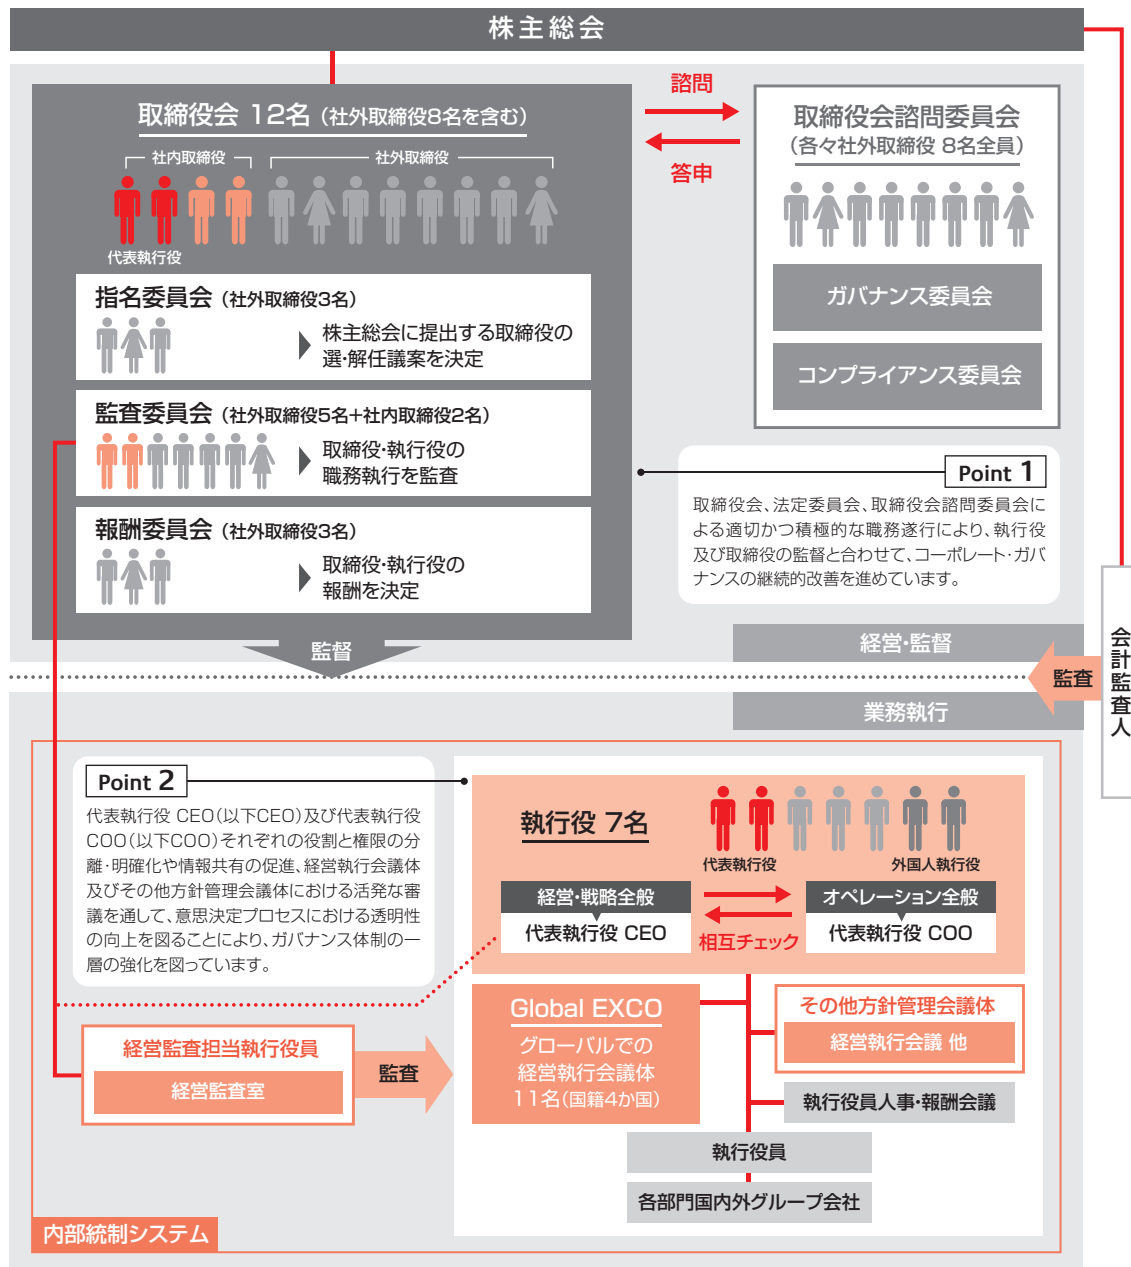 株主総会
取締役会 12名（社外取締役8名を含む）
社内取締役
社外取締役
代表執行役
諮問
答申
取締役会諮問委員会
（各々社外取締役 8名全員）
ガバナンス委員会
コンプライアンス委員会
指名委員会（社外取締役3名）
株主総会に提出する取締役の
選・解任議案を決定
監査委員会（社外取締役5名＋社内取締役2名）
取締役・執行役の
職務執行を監査
報酬委員会（社外取締役3名）
取締役・執行役の
報酬を決定
Point 1
取締役会、法定委員会、取締役会諮問委員会に
よる適切かつ積極的な職務遂行により、執行役
及び取締役の監督と合わせて、コーポレート・ガバ
ナンスの継続的改善を進めています。
監督
経営・監督
会計監査人
監査
業務執行
Point 2
代表執行役 CEO（以下CEO）及び代表執行役
COO（以下COO）それぞれの役割と権限の分
離・明確化や情報共有の促進、経営執行会議体
及びその他方針管理会議体における活発な審
議を通して、意思決定プロセスにおける透明性
の向上を図ることにより、ガバナンス体制の一
層の強化を図っています。
執行役 7名
代表執行役
外国人執行役
経営・戦略全般
代表執行役 CEO
相互チェック
オペレーション全般
代表執行役 COO
Global EXCO
グローバルでの
経営執行会議体
11名（国籍4か国）
その他方針管理会議体
経営執行会議 他
執行役員人事・報酬会議
経営監査担当執行役員
経営監査室
監査
執行役員
各部門国内外グループ会社
内部統制システム